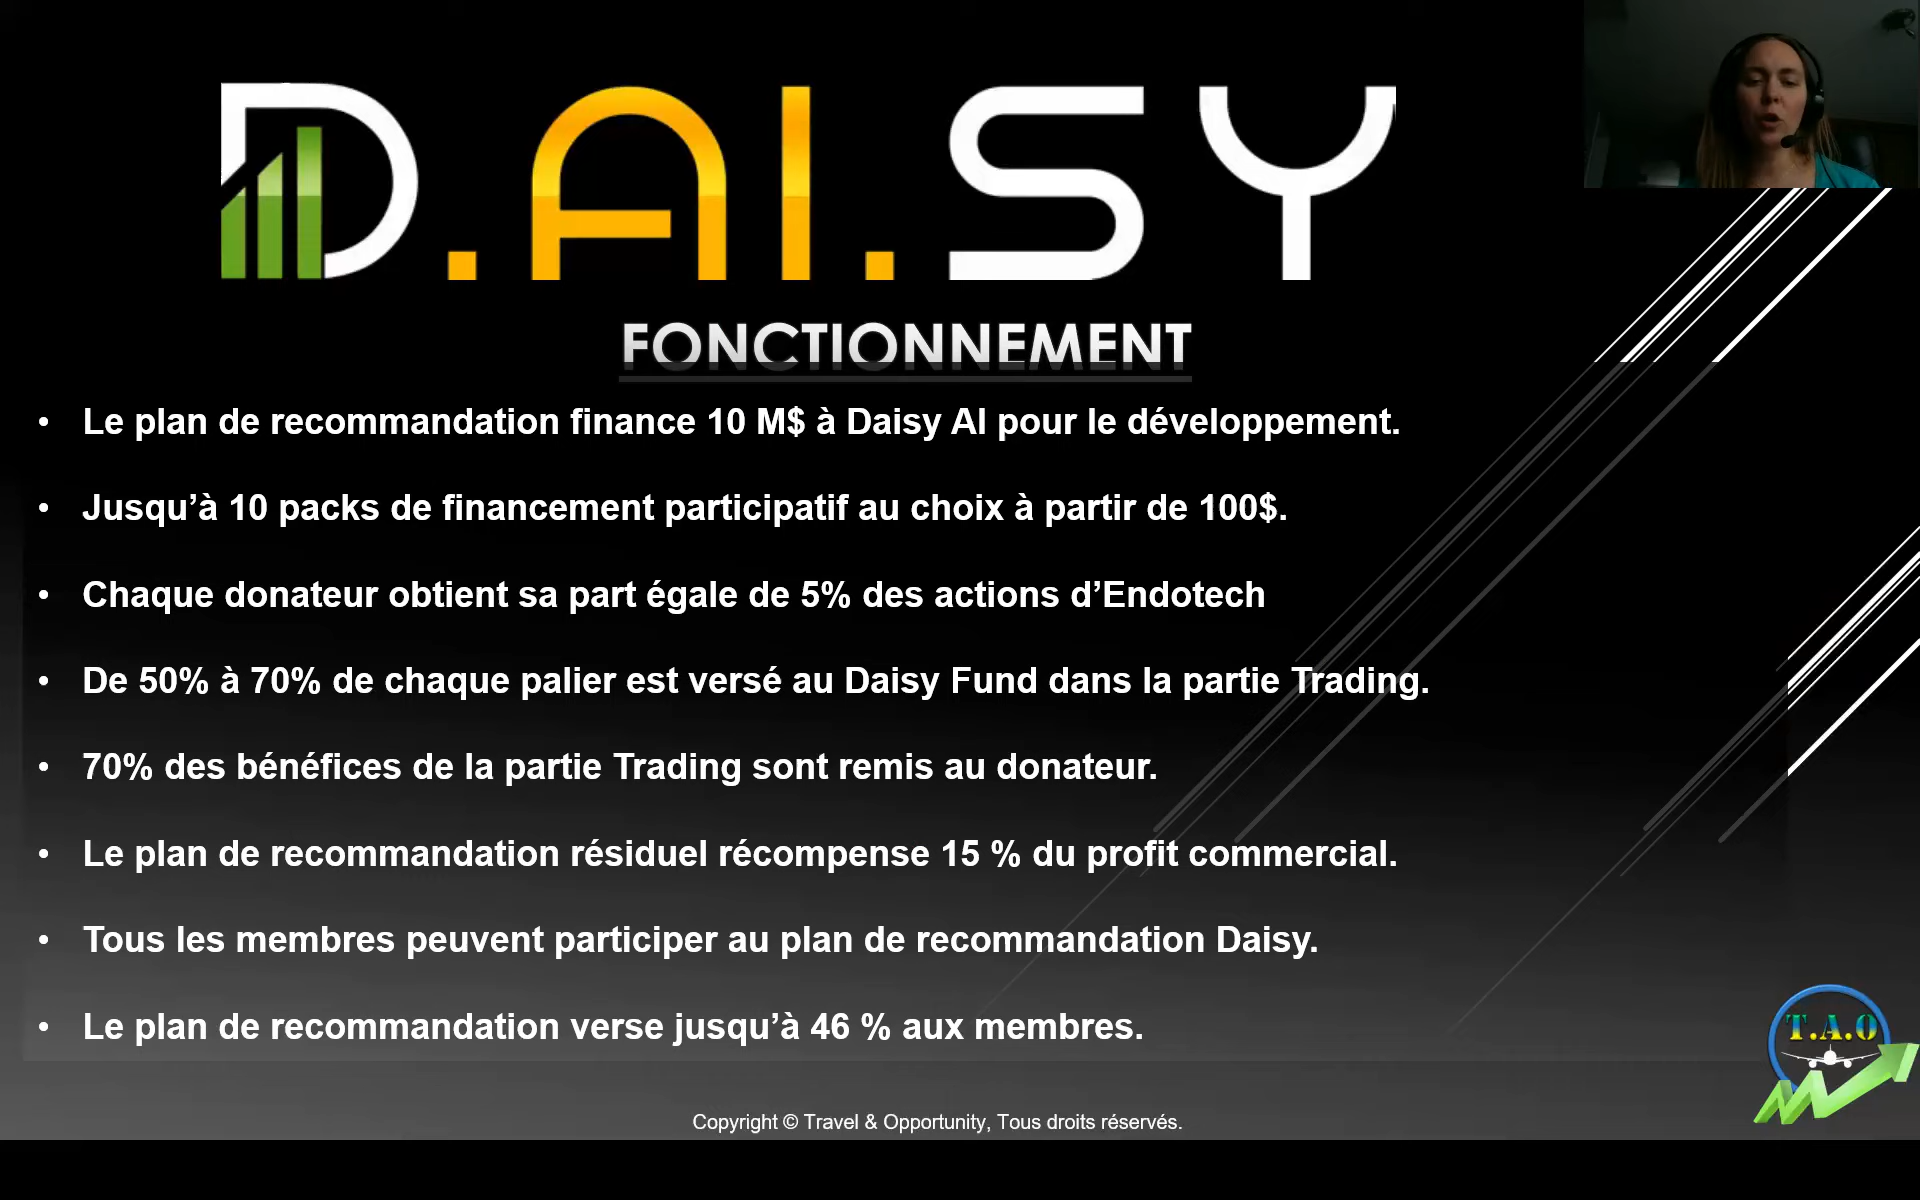 D.AI.SY
FONCTIONNEMENT
• Le plan de recommandation finance 10 M$ à Daisy AI pour le développement.
• Jusqu’à 10 packs de financement participatif au choix à partir de 100$.
• Chaque donateur obtient sa part égale de 5% des actions d’Endotech
• De 50% à 70% de chaque palier est versé au Daisy Fund dans la partie Trading.
• 70% des bénéfices de la partie Trading sont remis au donateur.
• Le plan de recommandation résiduel récompense 15 % du profit commercial.
• Tous les membres peuvent participer au plan de recommandation Daisy.
• Le plan de recommandation verse jusqu’à 46 % aux membres.
T.A.O
Copyright © Travel & Opportunity, Tous droits réservés.